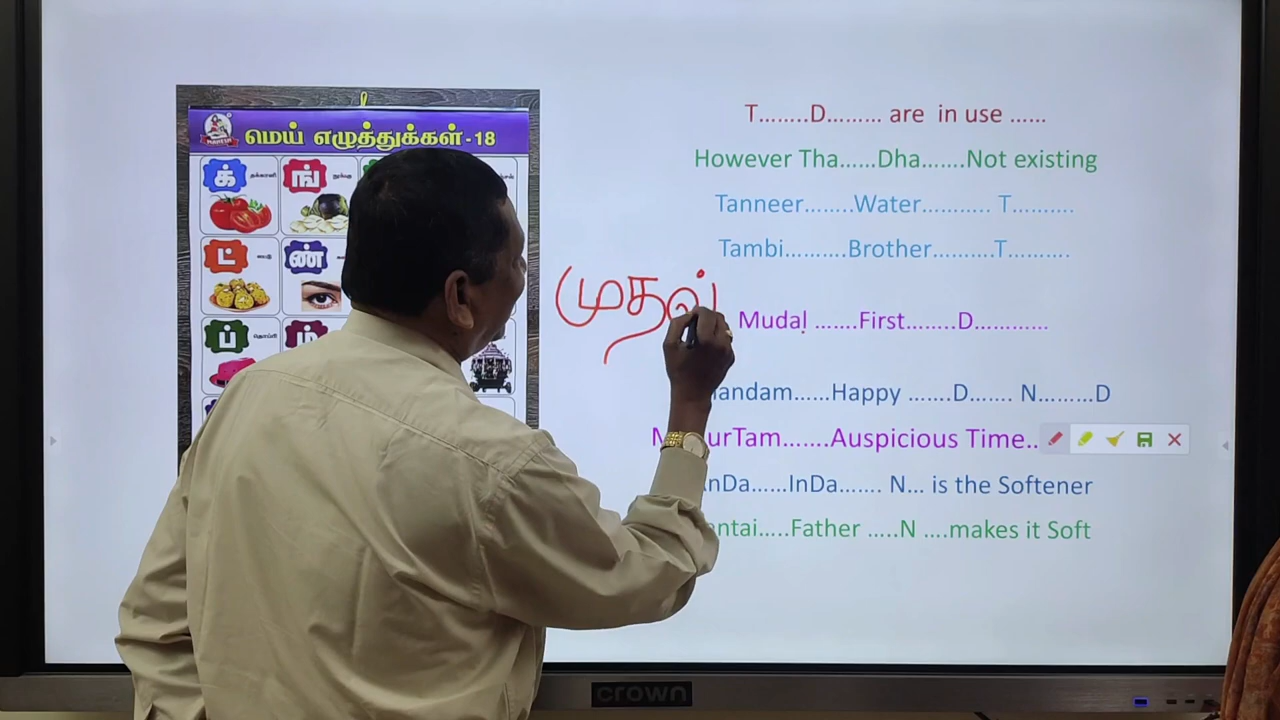 மெய் எழுத்துக்கள்-18
க்
ங்
ட்
ண்
ப்
முதல்
T........D......... are in use ......
However Tha......Dha.......Not existing
Tanneer........Water........... T..........
Tambi..........Brother..........T..........
Mudaḷ .......First........D............
andam......Happy .......D....... N.........D
urTam.......Auspicious Time..
nDa......InDa....... N... is the Softener
ntai.....Father .....N ....makes it Soft
crown